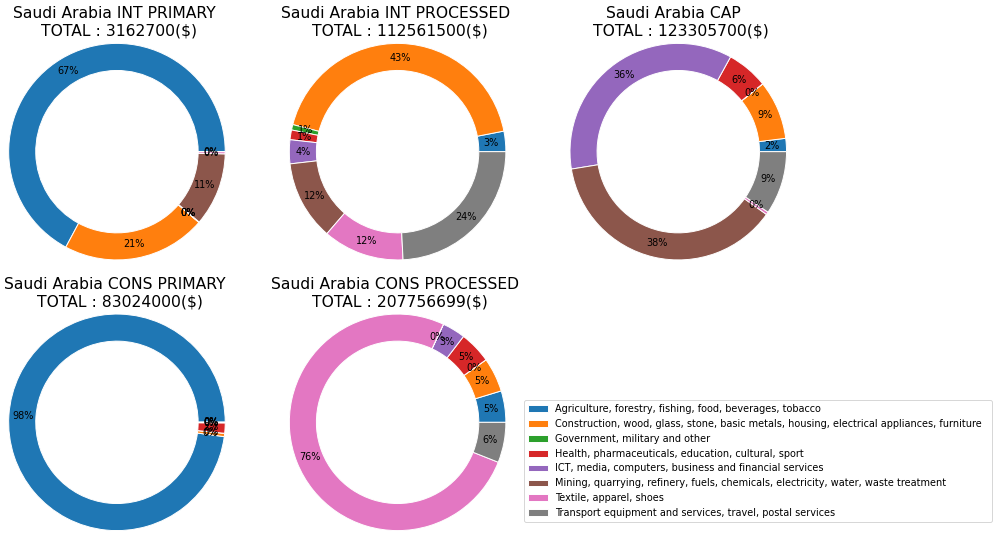 Saudi Arabia INT PRIMARY
TOTAL : 3162700($)
67%
0%
11%
0%
21%
Saudi Arabia INT PROCESSED
TOTAL : 112561500($)
43%
1%
1%
3%
4%
12%
24%
12%
Saudi Arabia CAP
TOTAL : 123305700($)
36%
6%
0%
9%
2%
9%
0%
38%
Saudi Arabia CONS PRIMARY
TOTAL : 83024000($)
98%
0%
0%
Saudi Arabia CONS PROCESSED
TOTAL : 207756699($)
0%
3%
5%
0%
5%
5%
6%
76%
Agriculture, forestry, fishing, food, beverages, tobacco
Construction, wood, glass, stone, basic metals, housing, electrical appliances, furniture
Government, military and other
Health, pharmaceuticals, education, cultural, sport
ICT, media, computers, business and financial services
Mining, quarrying, refinery, fuels, chemicals, electricity, water, waste treatment
Textile, apparel, shoes
Transport equipment and services, travel, postal services